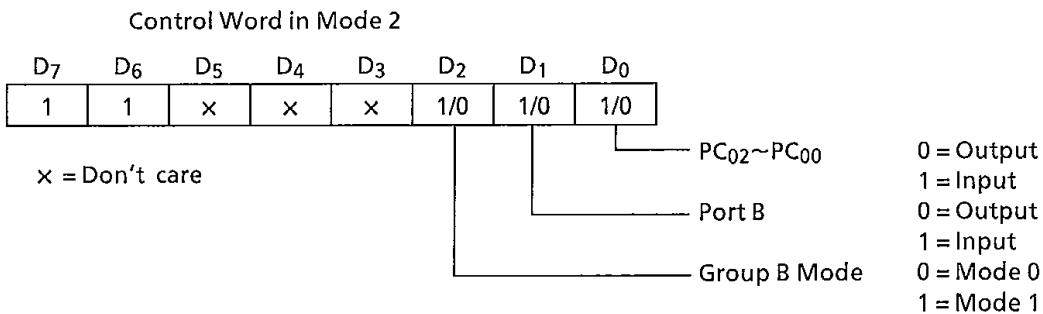 Control Word in Mode 2
D7 D6 D5 D4 D3 D2 D1 D0
1 1 × × × 1/0 1/0 1/0
PC02~PC00 0 = Output
× = Don't care
1 = Input
Port B 0 = Output
1 = Input
Group B Mode 0 = Mode 0
1 = Mode 1